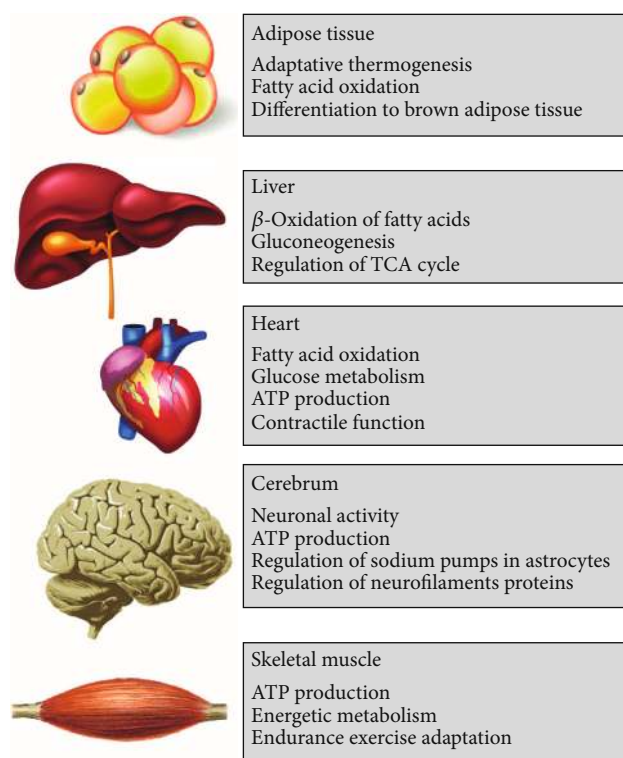 Adipose tissue
Adaptative thermogenesis
Fatty acid oxidation
Differentiation to brown adipose tissue
Liver
β-Oxidation of fatty acids
Gluconeogenesis
Regulation of TCA cycle
Heart
Fatty acid oxidation
Glucose metabolism
ATP production
Contractile function
Cerebrum
Neuronal activity
ATP production
Regulation of sodium pumps in astrocytes
Regulation of neurofilaments proteins
Skeletal muscle
ATP production
Energetic metabolism
Endurance exercise adaptation